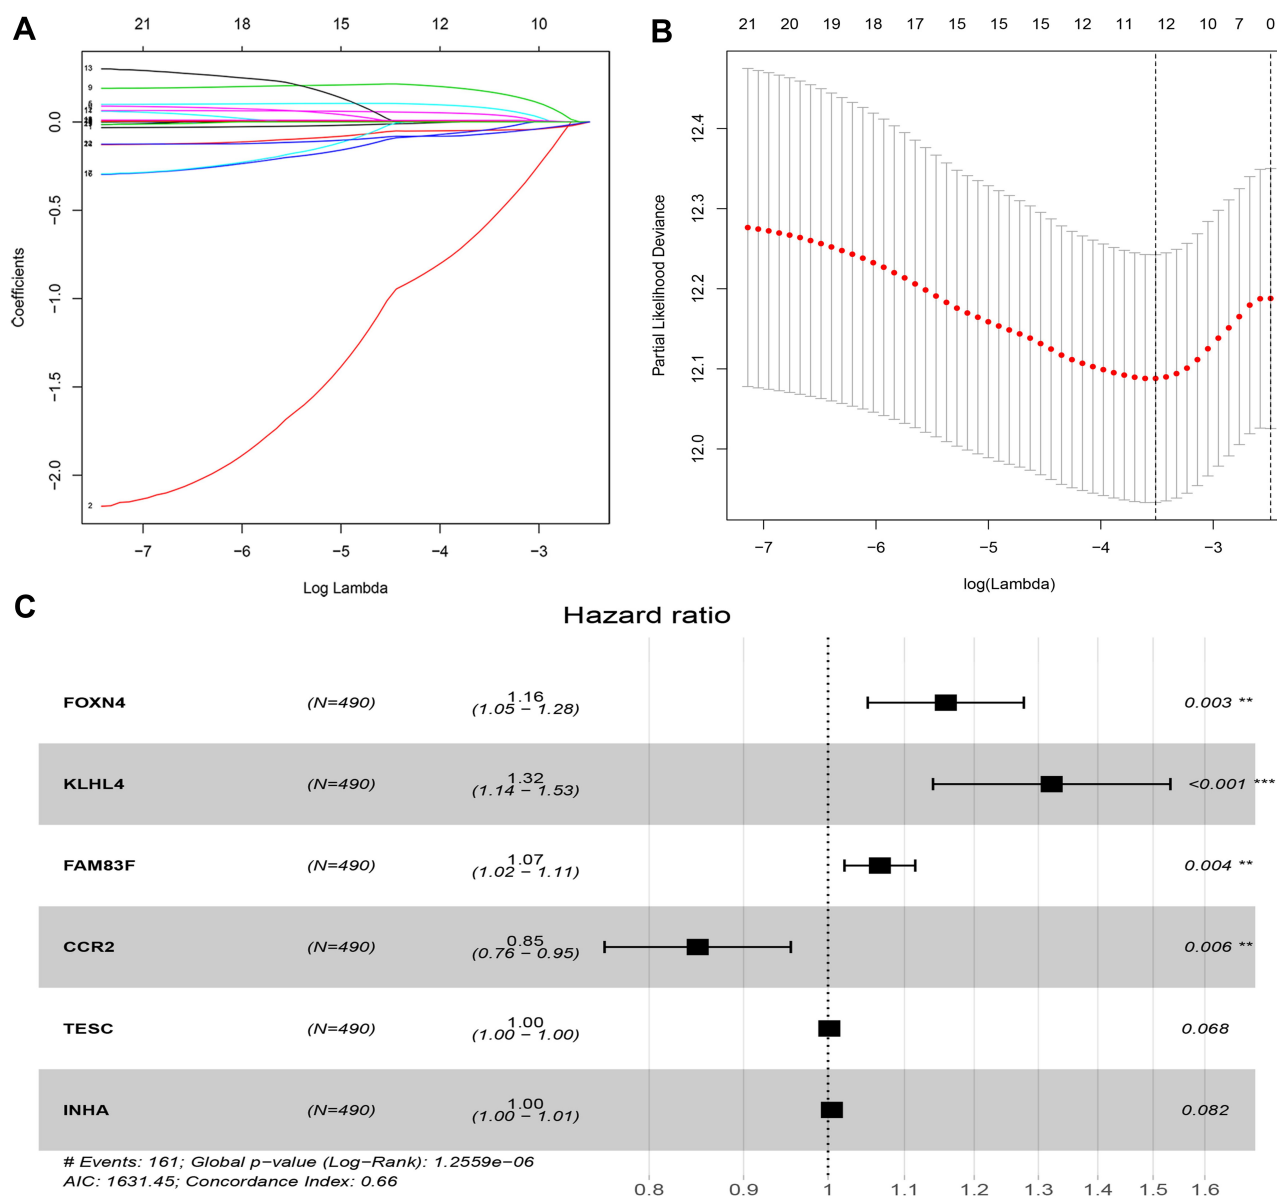 A
21 18 15 12 10
13
9
2
0.0
−0.5
−1.0
−1.5
−2.0
Coefficients
−7 −6 −5 −4 −3
Log Lambda
B
21 20 19 18 17 15 15 15 12 11 12 10 7 0
12.4
12.3
12.2
12.1
12.0
Partial Likelihood Deviance
−7 −6 −5 −4 −3
log(Lambda)
C
Hazard ratio
FOXN4 (N=490) 1.16 0.003 **
(1.05 − 1.28)
KLHL4 (N=490) 1.32 <0.001 ***
(1.14 − 1.53)
FAM83F (N=490) 1.07 0.004 **
(1.02 − 1.11)
CCR2 (N=490) 0.85 0.006 **
(0.76 − 0.95)
TESC (N=490) 1.00 0.068
(1.00 − 1.00)
INHA (N=490) 1.00 0.082
(1.00 − 1.01)
# Events: 161; Global p−value (Log−Rank): 1.2559e−06
AIC: 1631.45; Concordance Index: 0.66
0.8 0.9 1 1.1 1.2 1.3 1.4 1.5 1.6